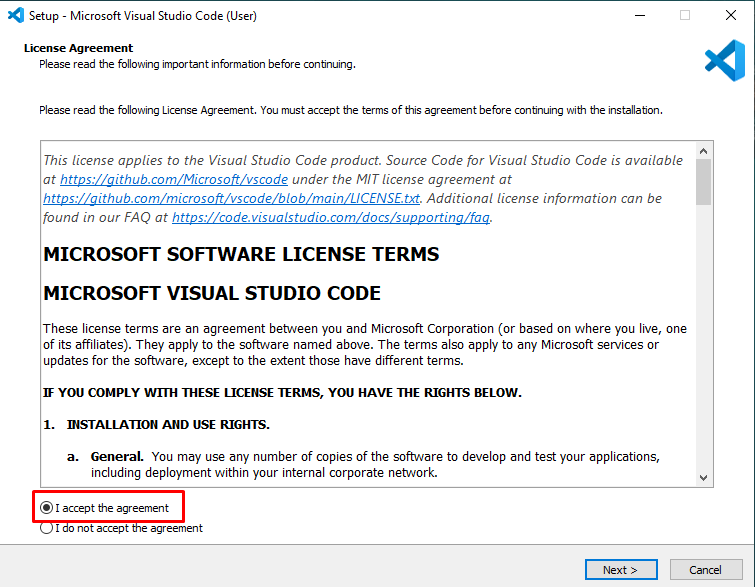 Setup - Microsoft Visual Studio Code (User)
License Agreement
Please read the following important information before continuing.
Please read the following License Agreement. You must accept the terms of this agreement before continuing with the installation.
This license applies to the Visual Studio Code product. Source Code for Visual Studio Code is available
at https://github.com/Microsoft/vscode under the MIT license agreement at
https://github.com/microsoft/vscode/blob/main/LICENSE.txt. Additional license information can be
found in our FAQ at https://code.visualstudio.com/docs/supporting/faq.
MICROSOFT SOFTWARE LICENSE TERMS
MICROSOFT VISUAL STUDIO CODE
These license terms are an agreement between you and Microsoft Corporation (or based on where you live, one
of its affiliates). They apply to the software named above. The terms also apply to any Microsoft services or
updates for the software, except to the extent those have different terms.
IF YOU COMPLY WITH THESE LICENSE TERMS, YOU HAVE THE RIGHTS BELOW.
1. INSTALLATION AND USE RIGHTS.
a. General. You may use any number of copies of the software to develop and test your applications,
including deployment within your internal corporate network.
I accept the agreement
I do not accept the agreement
Next >
Cancel